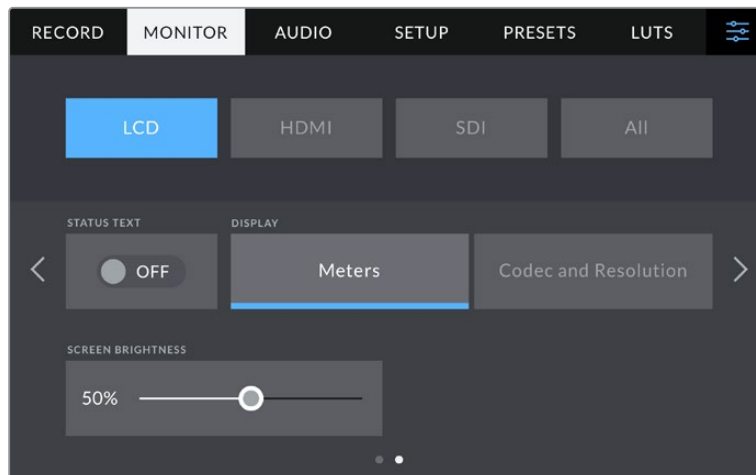 RECORD MONITOR AUDIO SETUP PRESETS LUTS
LCD HDMI SDI All
STATUS TEXT DISPLAY
OFF Meters Codec and Resolution
SCREEN BRIGHTNESS
50%